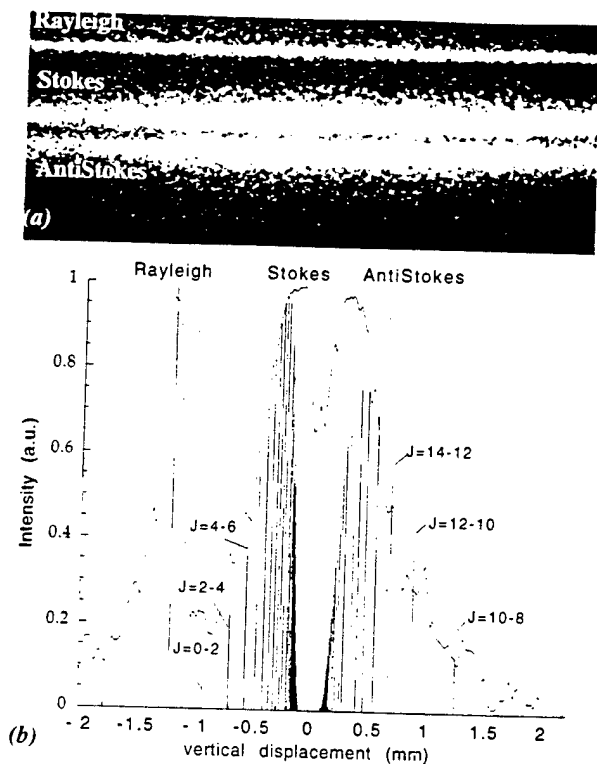 Rayleigh
Stokes
AntiStokes
(a)
Rayleigh Stokes AntiStokes
1
0.8
0.6
0.4
0.2
0
Intensity (a.u.)
J=14-12
J=4-6
J=12-10
J=2-4
J=10-8
J=0-2
- 2 - 1 -0.5 0 0.5 1 1.5 2
(b)
vertical displacement (mm)